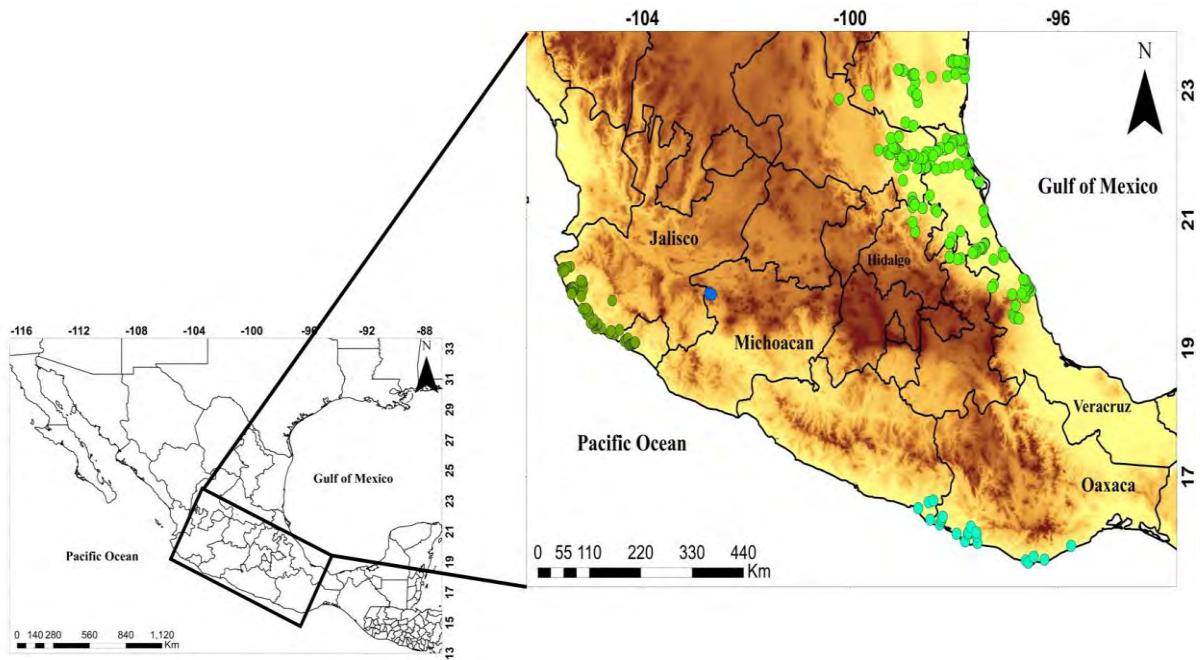 -104 -100 -96
N
23
Gulf of Mexico
21
Jalisco
Hidalgo
19
Michoacan
Veracruz
Pacific Ocean
17
Oaxaca
0 55 110 220 330 440
Km
-116 -112 -108 -104 -100 -96 -92 -88
N
33
31
29
27
Gulf of Mexico
25
23
21
Pacific Ocean
19
17
15
0 140 280 560 840 1,120
Km
13